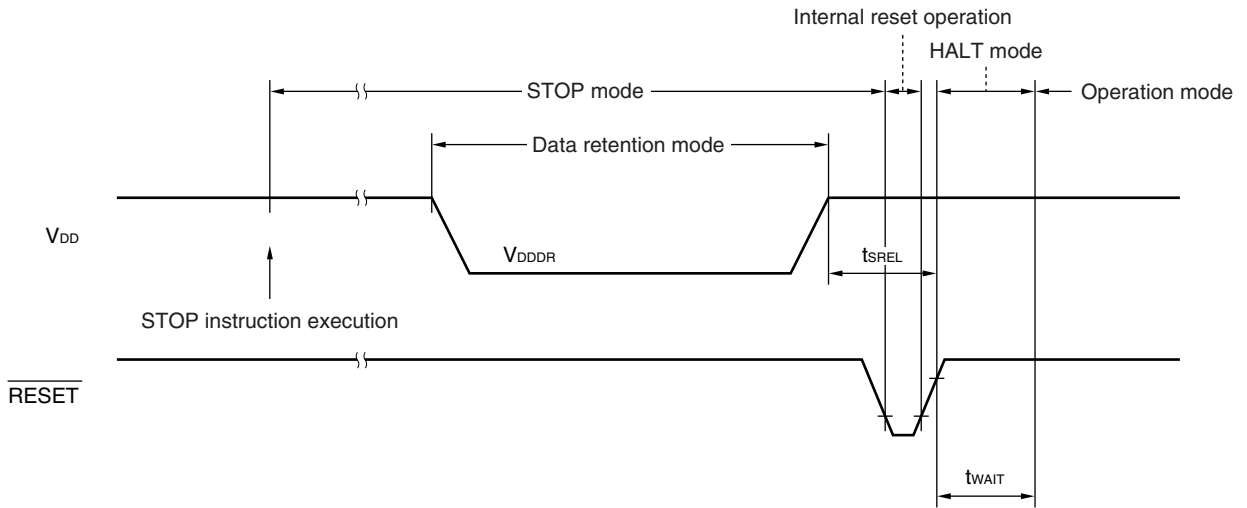 Internal reset operation
HALT mode
STOP mode
Operation mode
Data retention mode
VDD
VDDDR
tSREL
STOP instruction execution
RESET
tWAIT